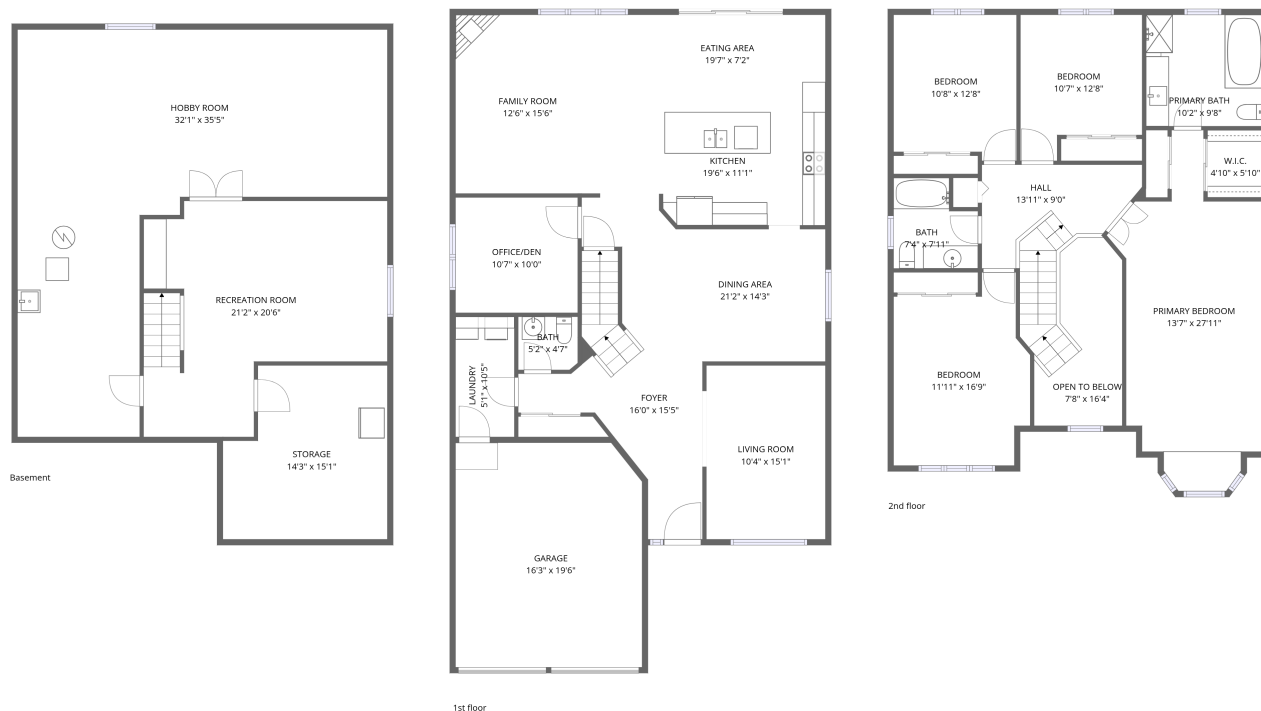 HOBBY ROOM
32'1" x 35'5"
RECREATION ROOM
21'2" x 20'6"
STORAGE
14'3" x 15'1"
Basement
EATING AREA
19'7" x 7'2"
FAMILY ROOM
12'6" x 15'6"
KITCHEN
19'6" x 11'1"
OFFICE/DEN
10'7" x 10'0"
DINING AREA
21'2" x 14'3"
BATH
5'2" x 4'7"
LAUNDRY
5'1" x 10'5"
FOYER
16'0" x 15'5"
LIVING ROOM
10'4" x 15'1"
GARAGE
16'3" x 19'6"
1st floor
BEDROOM
10'8" x 12'8"
BEDROOM
10'7" x 12'8"
PRIMARY BATH
10'2" x 9'8"
W.I.C.
4'10" x 5'10"
HALL
13'11" x 9'0"
BATH
7'4" x 7'11"
PRIMARY BEDROOM
13'7" x 27'11"
BEDROOM
11'11" x 16'9"
OPEN TO BELOW
7'8" x 16'4"
2nd floor